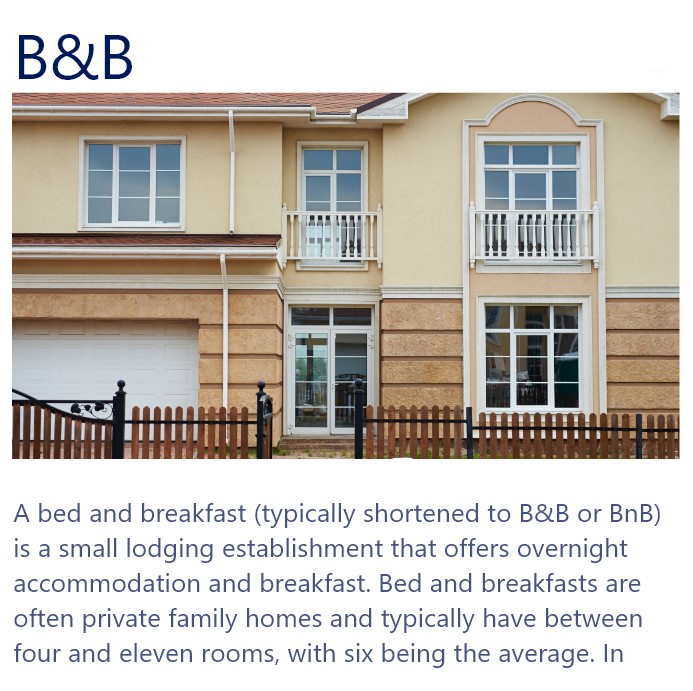 B&B
A bed and breakfast (typically shortened to B&B or BnB)
is a small lodging establishment that offers overnight
accommodation and breakfast. Bed and breakfasts are
often private family homes and typically have between
four and eleven rooms, with six being the average. In